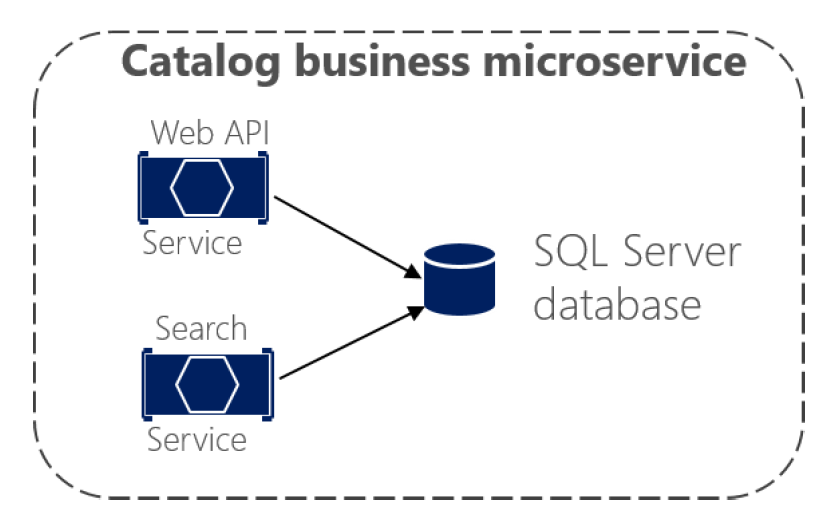 Catalog business microservice
Web API
Service
SQL Server
database
Search
Service